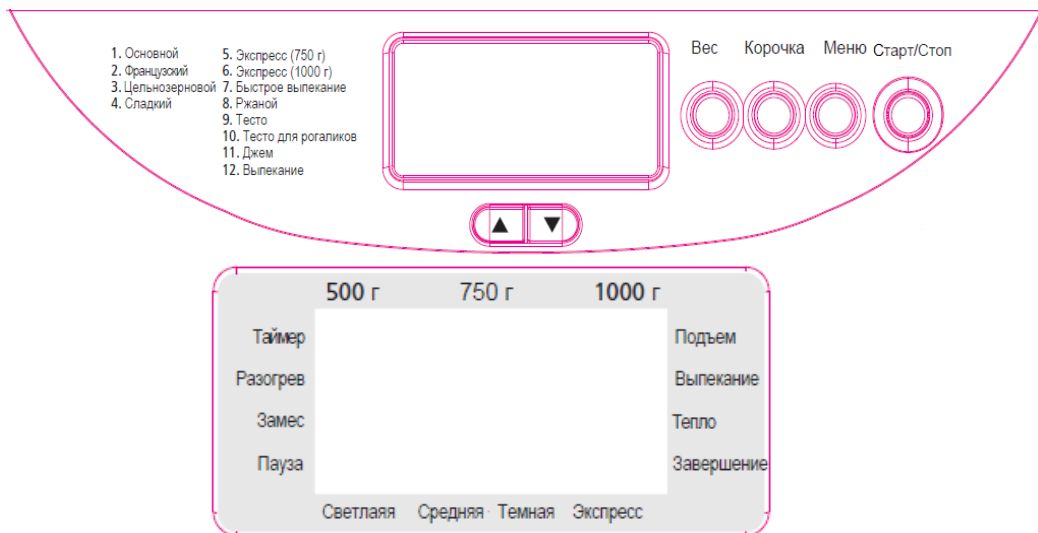 1. Основной
2. Французский
3. Цельнозерновой
4. Сладкий
5. Экспресс (750 г)
6. Экспресс (1000 г)
7. Быстрое выпекание
8. Ржаной
9. Тесто
10. Тесто для рогаликов
11. Джем
12. Выпекание
Вес Корочка Меню Старт/Стоп
▲ ▼
500 г 750 г 1000 г
Таймер
Разогрев
Замес
Пауза
Подъем
Выпекание
Тепло
Завершение
Светлаяя Средняя Темная Экспресс